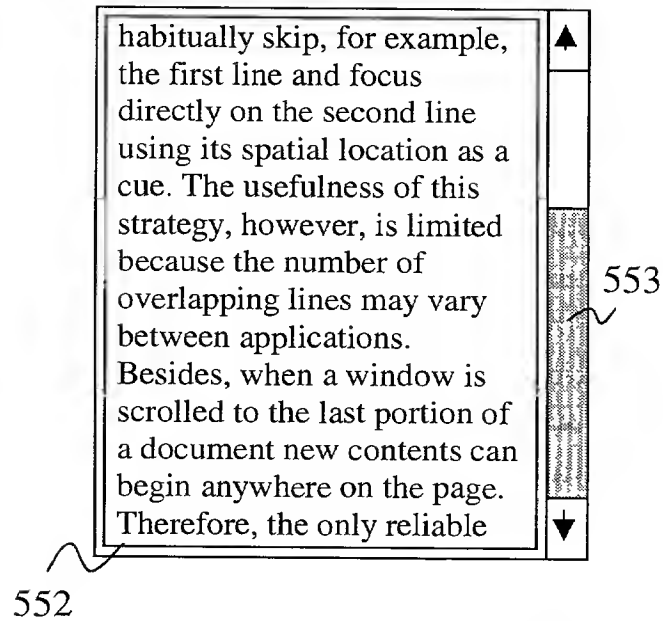 habitually skip, for example,
the first line and focus
directly on the second line
using its spatial location as a
cue. The usefulness of this
strategy, however, is limited
because the number of
overlapping lines may vary
between applications.
Besides, when a window is
scrolled to the last portion of
a document new contents can
begin anywhere on the page.
Therefore, the only reliable
553
552